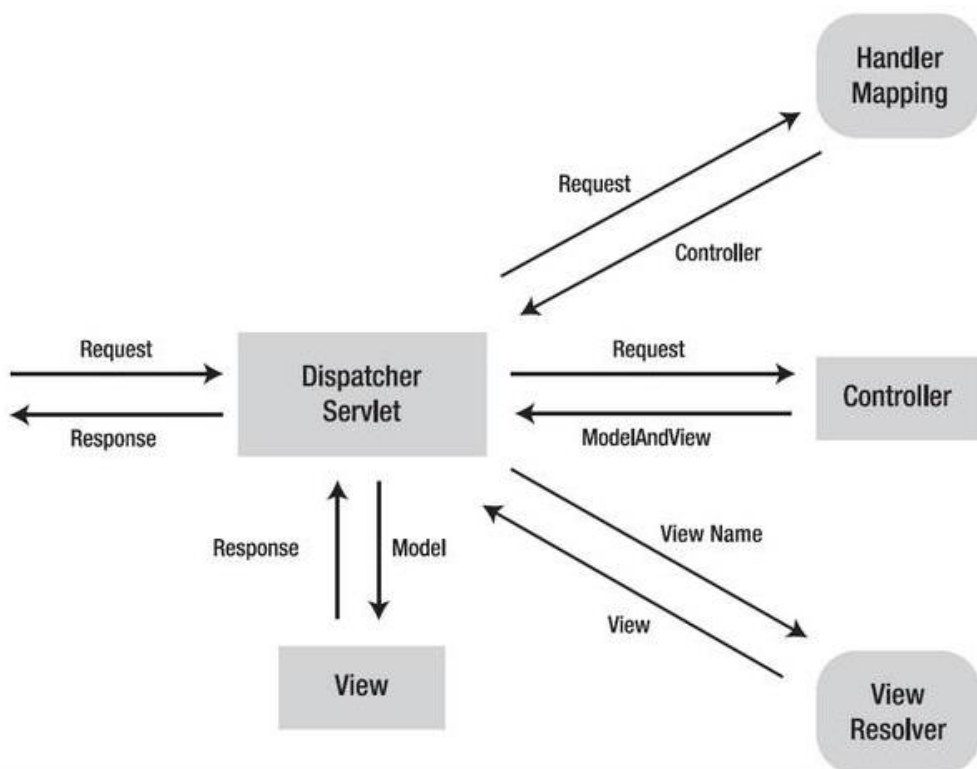 Handler
Mapping
Request
Controller
Request
Response
Dispatcher
Servlet
Request
ModelAndView
Controller
Response
Model
View Name
View
View
View
Resolver